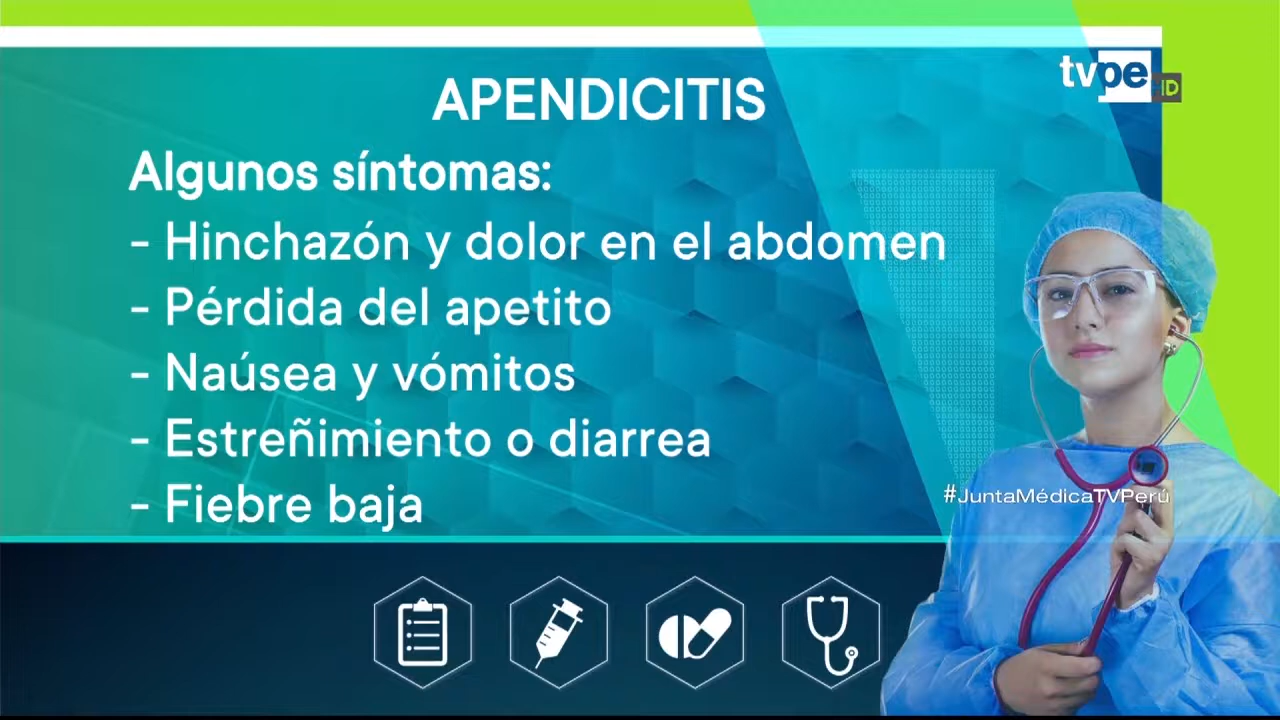 tvpe HD
APENDICITIS
Algunos síntomas:
- Hinchazón y dolor en el abdomen
- Pérdida del apetito
- Naúsea y vómitos
- Estreñimiento o diarrea
- Fiebre baja
#JuntaMédicaTVPerú